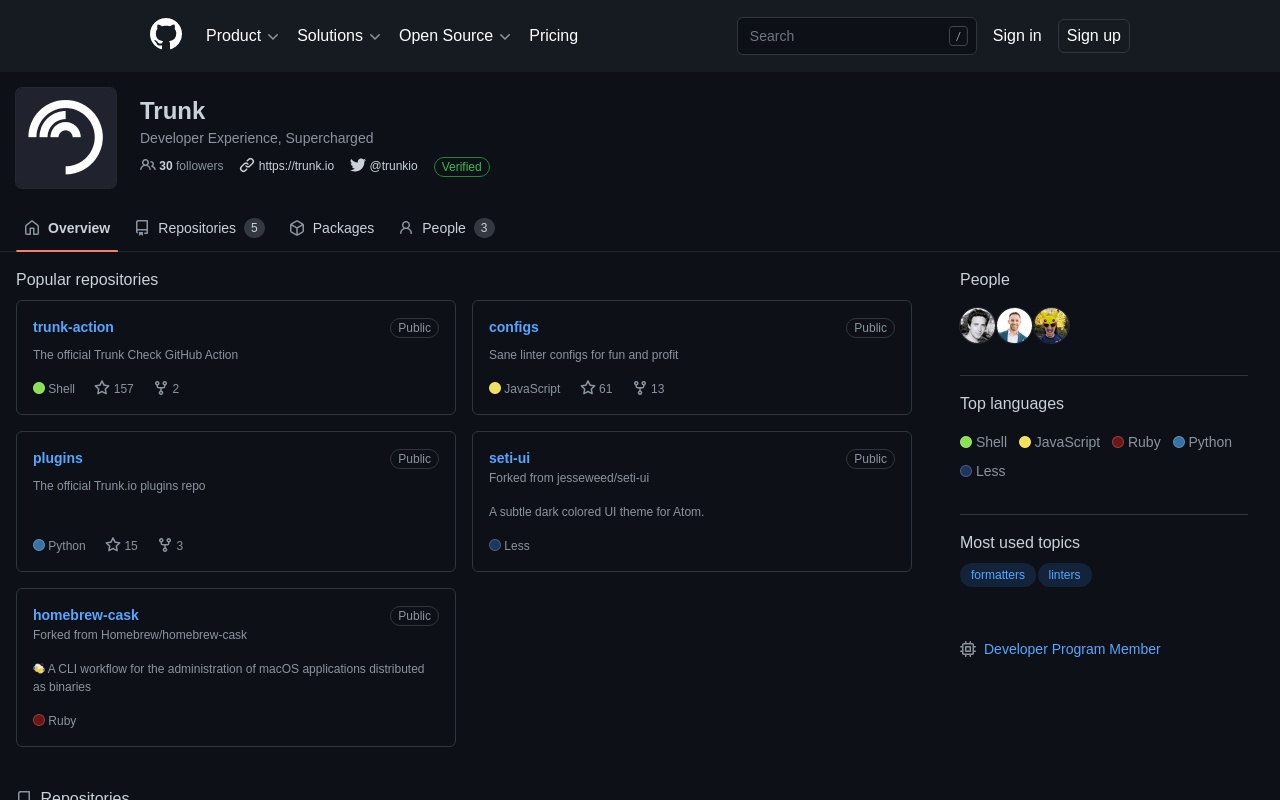 Product Solutions Open Source Pricing Search / Sign in Sign up
Trunk
Developer Experience, Supercharged
30 followers https://trunk.io @trunkio Verified
Overview Repositories 5 Packages People 3
Popular repositories
trunk-action Public
The official Trunk Check GitHub Action
Shell 157 2
configs Public
Sane linter configs for fun and profit
JavaScript 61 13
plugins Public
The official Trunk.io plugins repo
Python 15 3
seti-ui Public
Forked from jesseweed/seti-ui
A subtle dark colored UI theme for Atom.
Less
homebrew-cask Public
Forked from Homebrew/homebrew-cask
🍻 A CLI workflow for the administration of macOS applications distributed
as binaries
Ruby
Repositories
People
Top languages
Shell JavaScript Ruby Python
Less
Most used topics
formatters linters
Developer Program Member